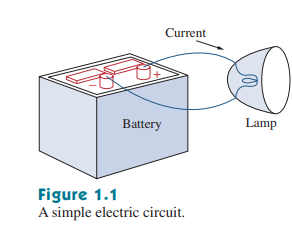 Current
+
−
Battery
Lamp
Figure 1.1
A simple electric circuit.